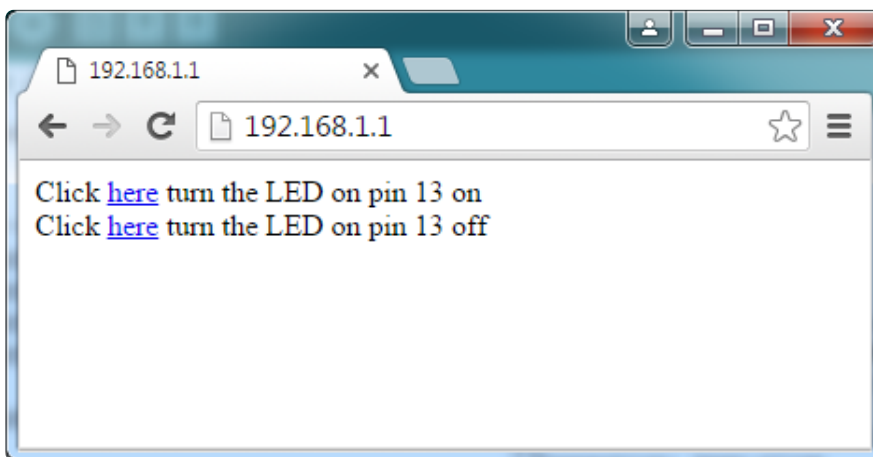 192.168.1.1
192.168.1.1
Click here turn the LED on pin 13 on
Click here turn the LED on pin 13 off